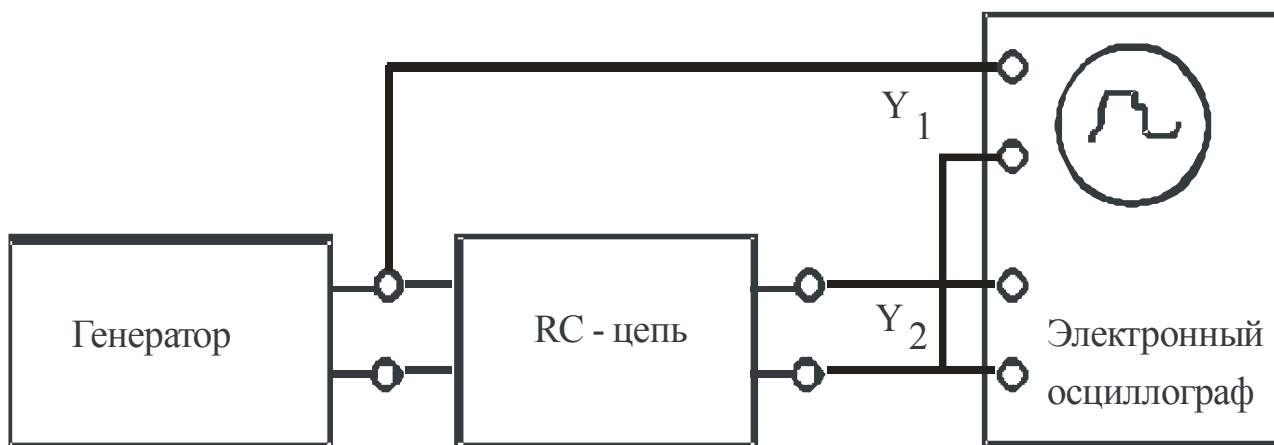 Y 1
Генератор
RC - цепь
Y 2
Электронный
осциллограф